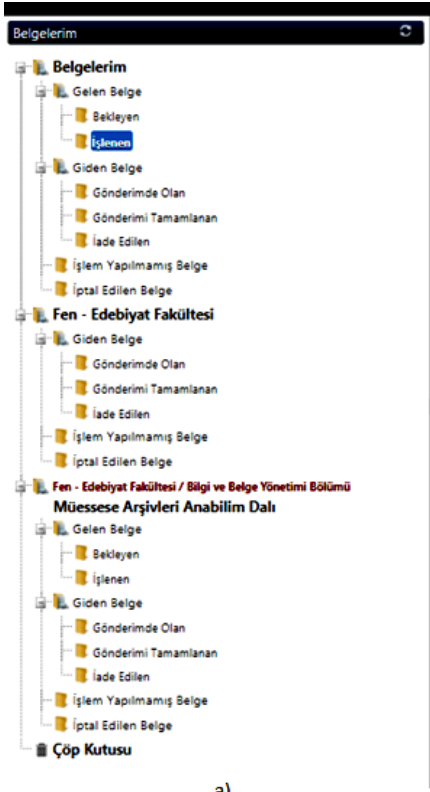 Belgelerim
Belgelerim
Gelen Belge
Bekleyen
İşlenen
Giden Belge
Gönderimde Olan
Gönderimi Tamamlanan
İade Edilen
İşlem Yapılmamış Belge
İptal Edilen Belge
Fen - Edebiyat Fakültesi
Giden Belge
Gönderimde Olan
Gönderimi Tamamlanan
İade Edilen
İşlem Yapılmamış Belge
İptal Edilen Belge
Fen - Edebiyat Fakültesi / Bilgi ve Belge Yönetimi Bölümü
Müessese Arşivleri Anabilim Dalı
Gelen Belge
Bekleyen
İşlenen
Giden Belge
Gönderimde Olan
Gönderimi Tamamlanan
İade Edilen
İşlem Yapılmamış Belge
İptal Edilen Belge
Çöp Kutusu
a)